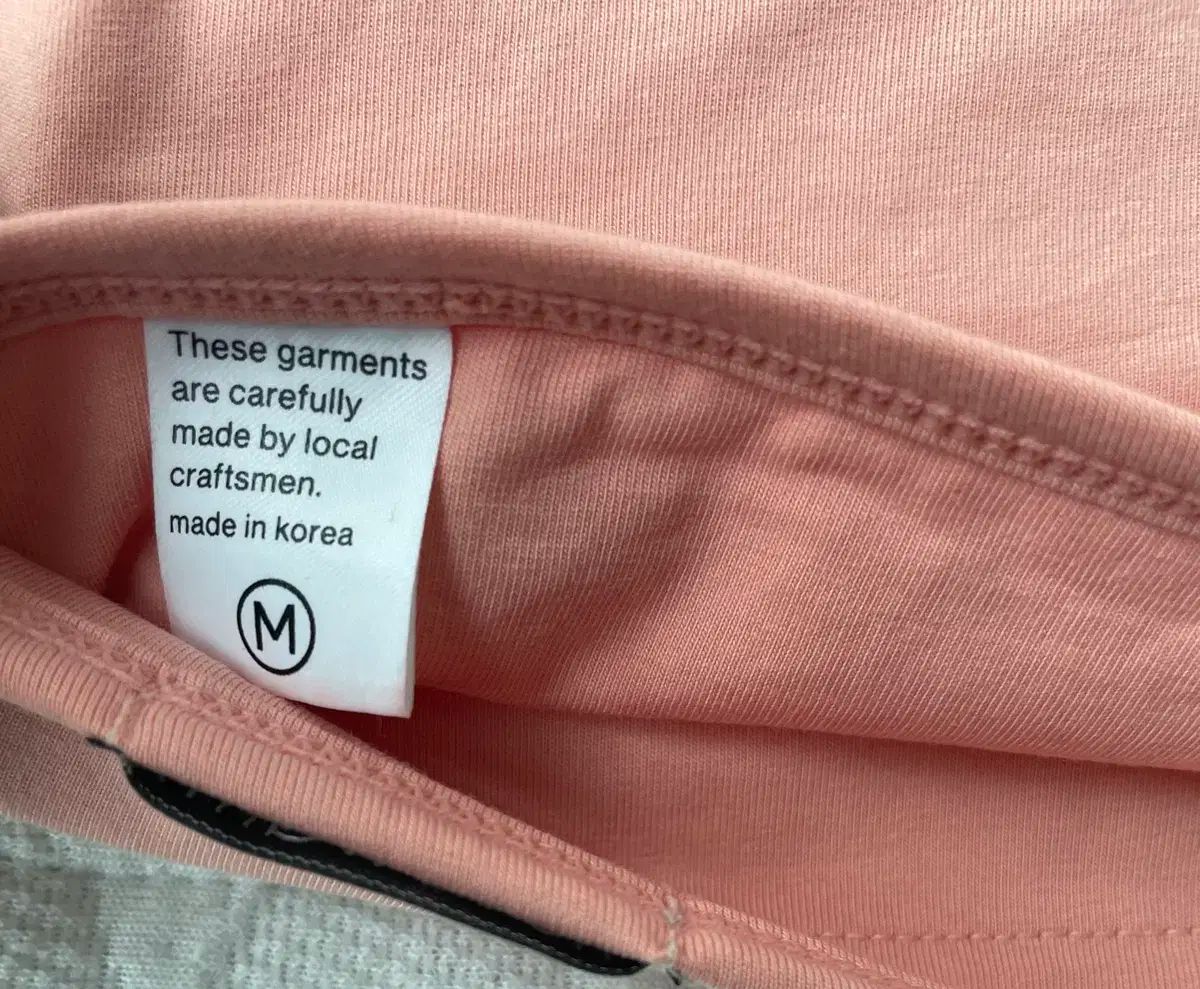 These garments
are carefully
made by local
craftsmen.
made in korea
M